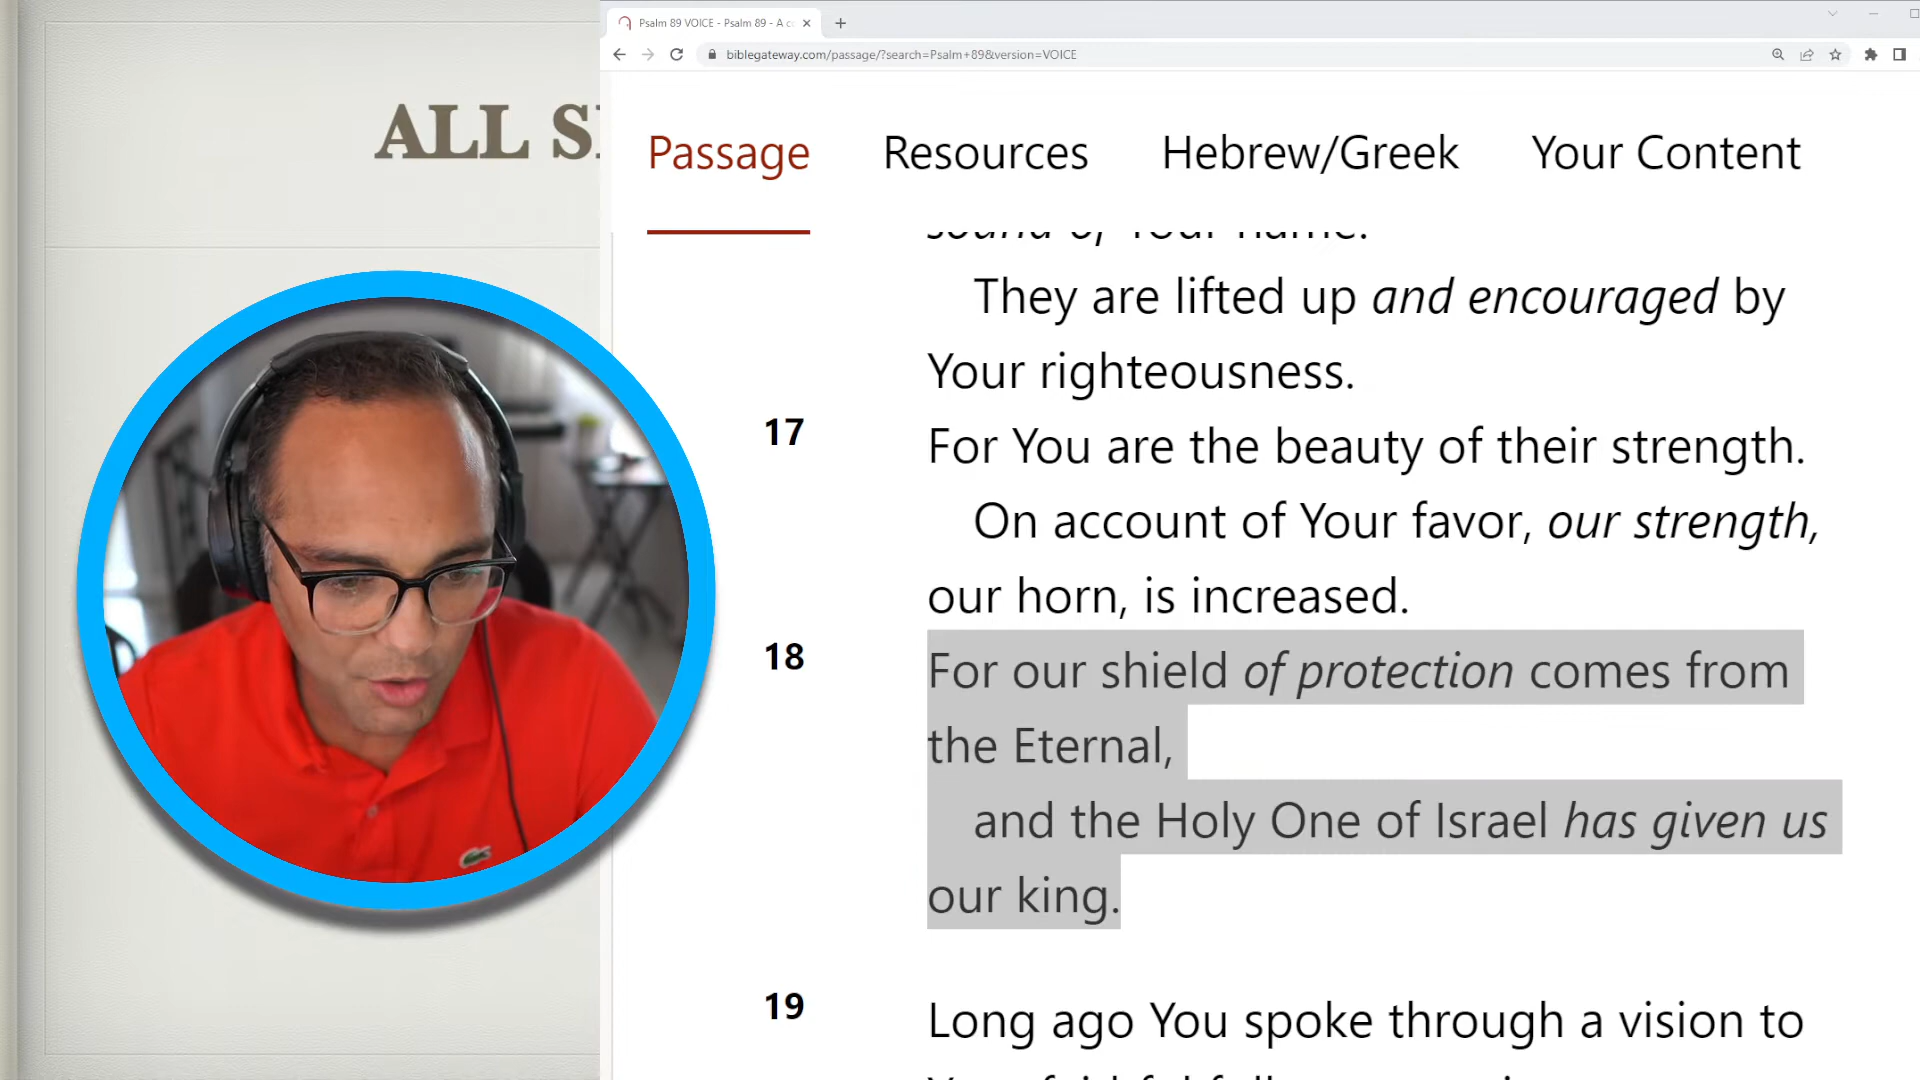 Psalm 89 VOICE - Psalm 89 - A c
biblegateway.com/passage/?search=Psalm+89&version=VOICE
ALL
Passage Resources Hebrew/Greek Your Content
sound of Your name.
They are lifted up and encouraged by
Your righteousness.
17 For You are the beauty of their strength.
On account of Your favor, our strength,
our horn, is increased.
18 For our shield of protection comes from
the Eternal,
and the Holy One of Israel has given us
our king.
19 Long ago You spoke through a vision to